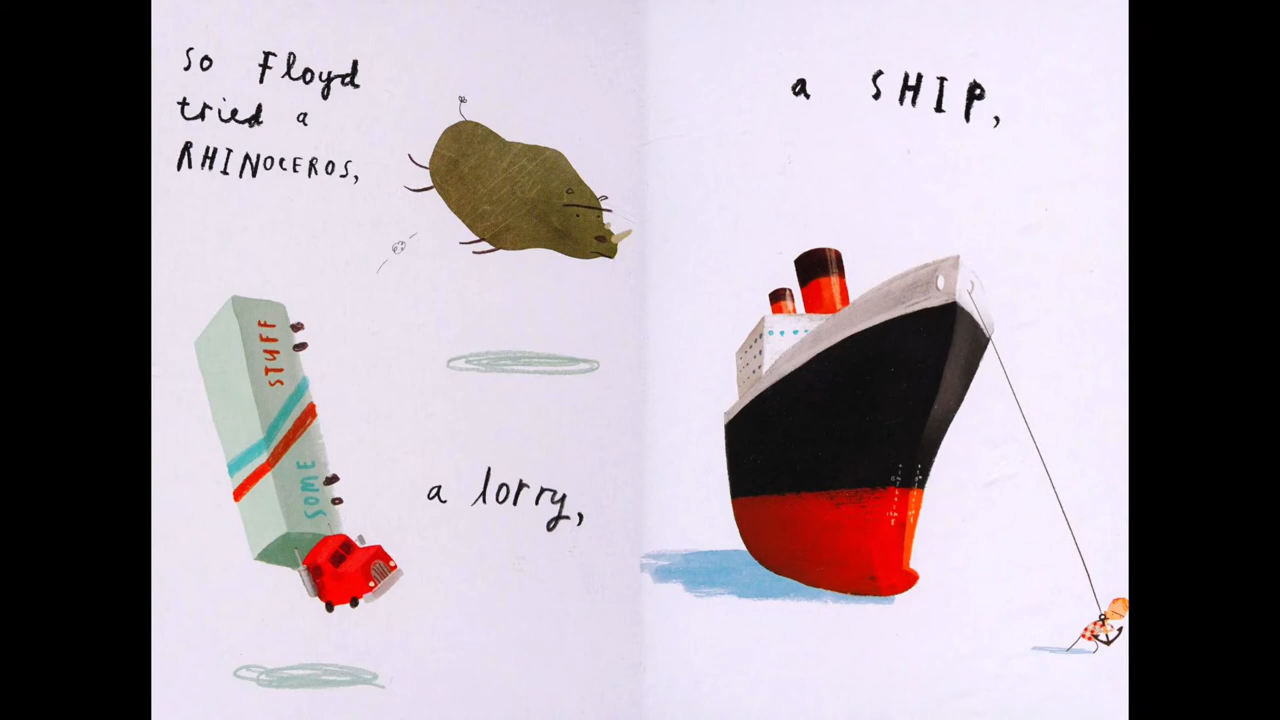 so Floyd
tried a
RHINOCEROS,
a lorry,
SOME STUFF
a SHIP,